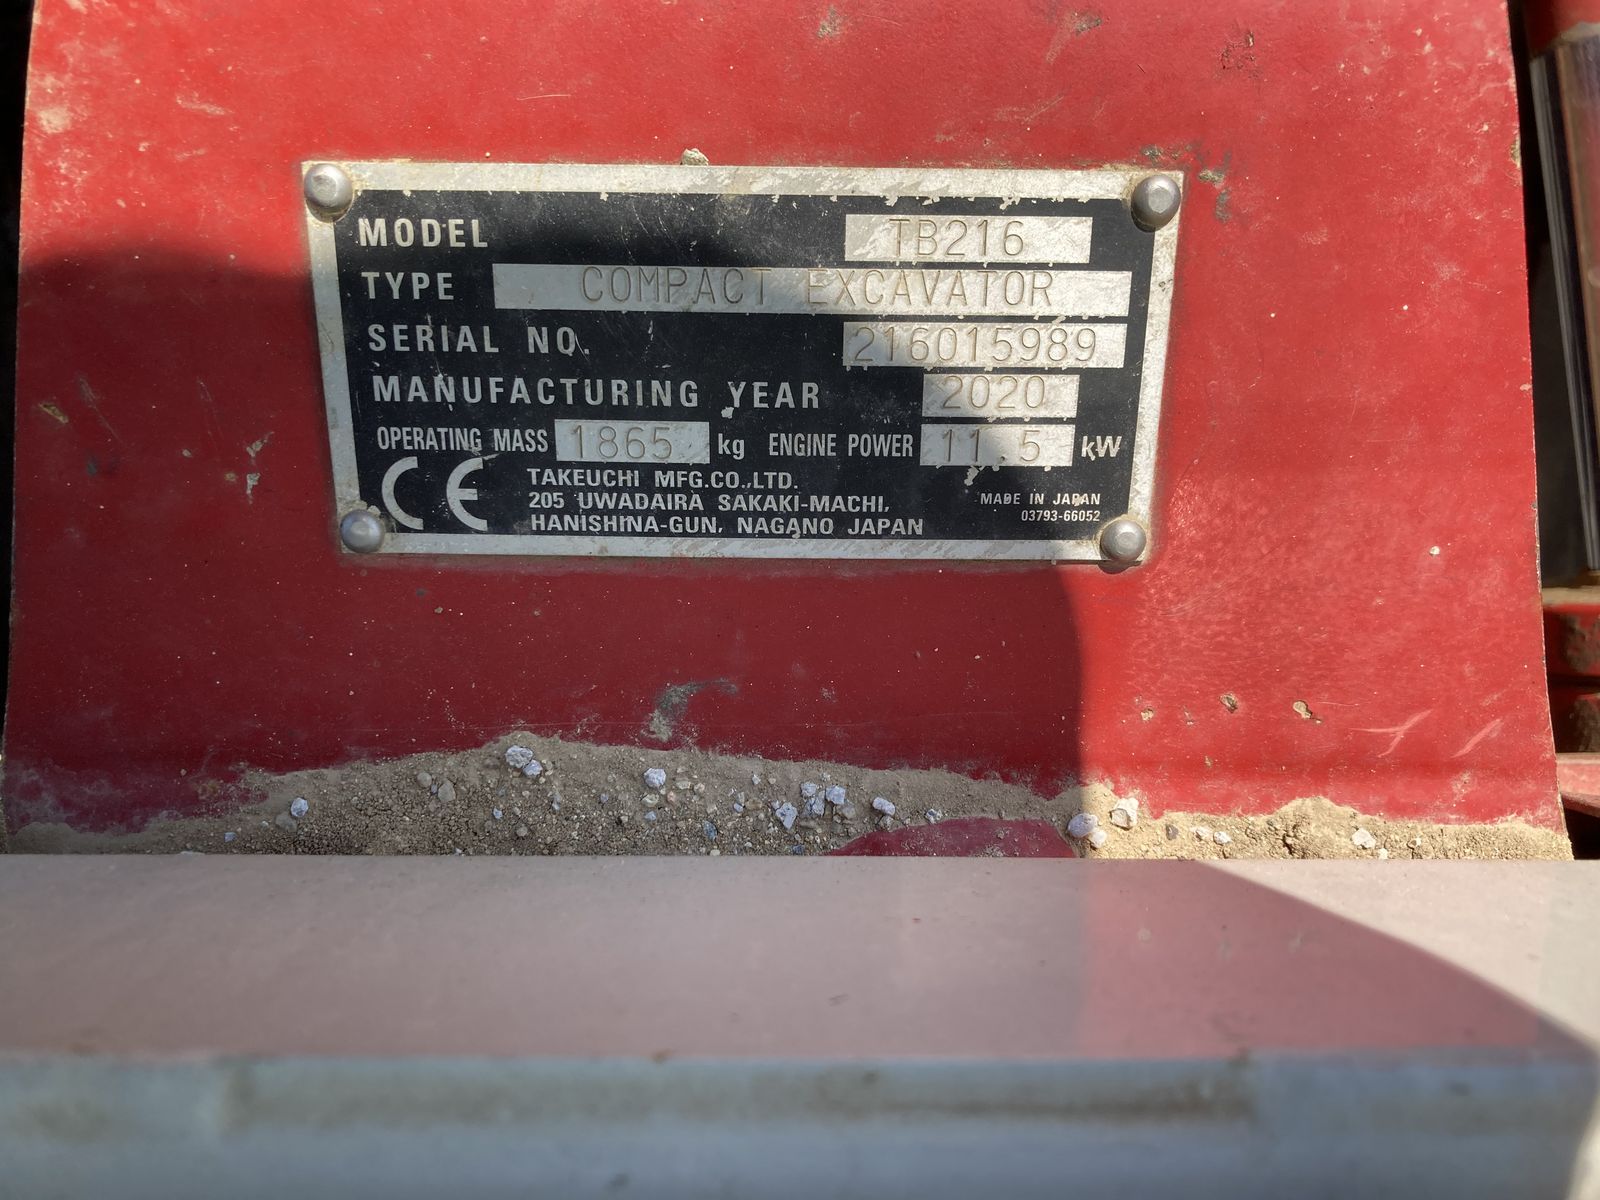 MODEL TB216
TYPE COMPACT EXCAVATOR
SERIAL NO. 216015989
MANUFACTURING YEAR 2020
OPERATING MASS 1865 kg ENGINE POWER 11.5 kW
CE TAKEUCHI MFG.CO.,LTD.
205 UWADAIRA SAKAKI-MACHI,
HANISHINA-GUN, NAGANO JAPAN
MADE IN JAPAN
03793-66052